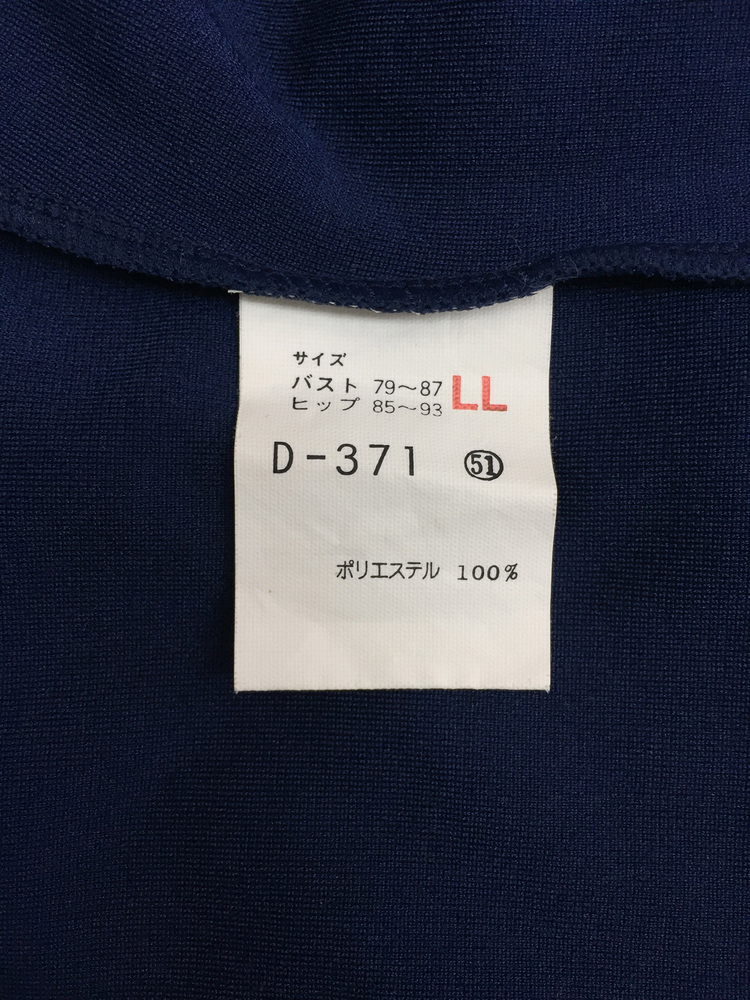 サイズ
バスト 79～87 LL
ヒップ 85～93
D-371 ㊿①
ポリエステル 100%